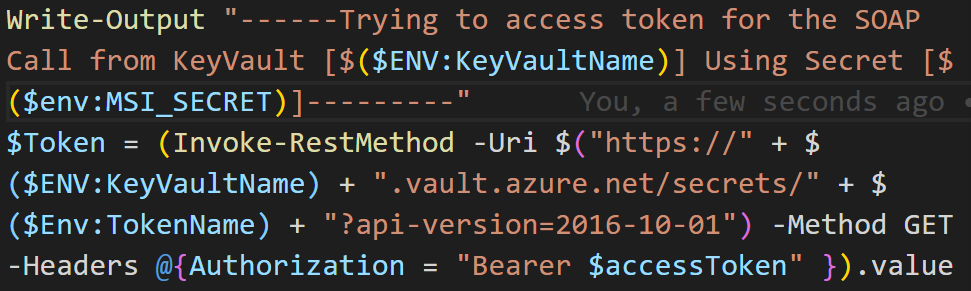 Write-Output "------Trying to access token for the SOAP
Call from KeyVault [$($ENV:KeyVaultName)] Using Secret [$
($env:MSI_SECRET)]---------" You, a few seconds ago •
$Token = (Invoke-RestMethod -Uri $("https://" + $
($ENV:KeyVaultName) + ".vault.azure.net/secrets/" + $
($Env:TokenName) + "?api-version=2016-10-01") -Method GET
-Headers @{Authorization = "Bearer $accessToken" }).value